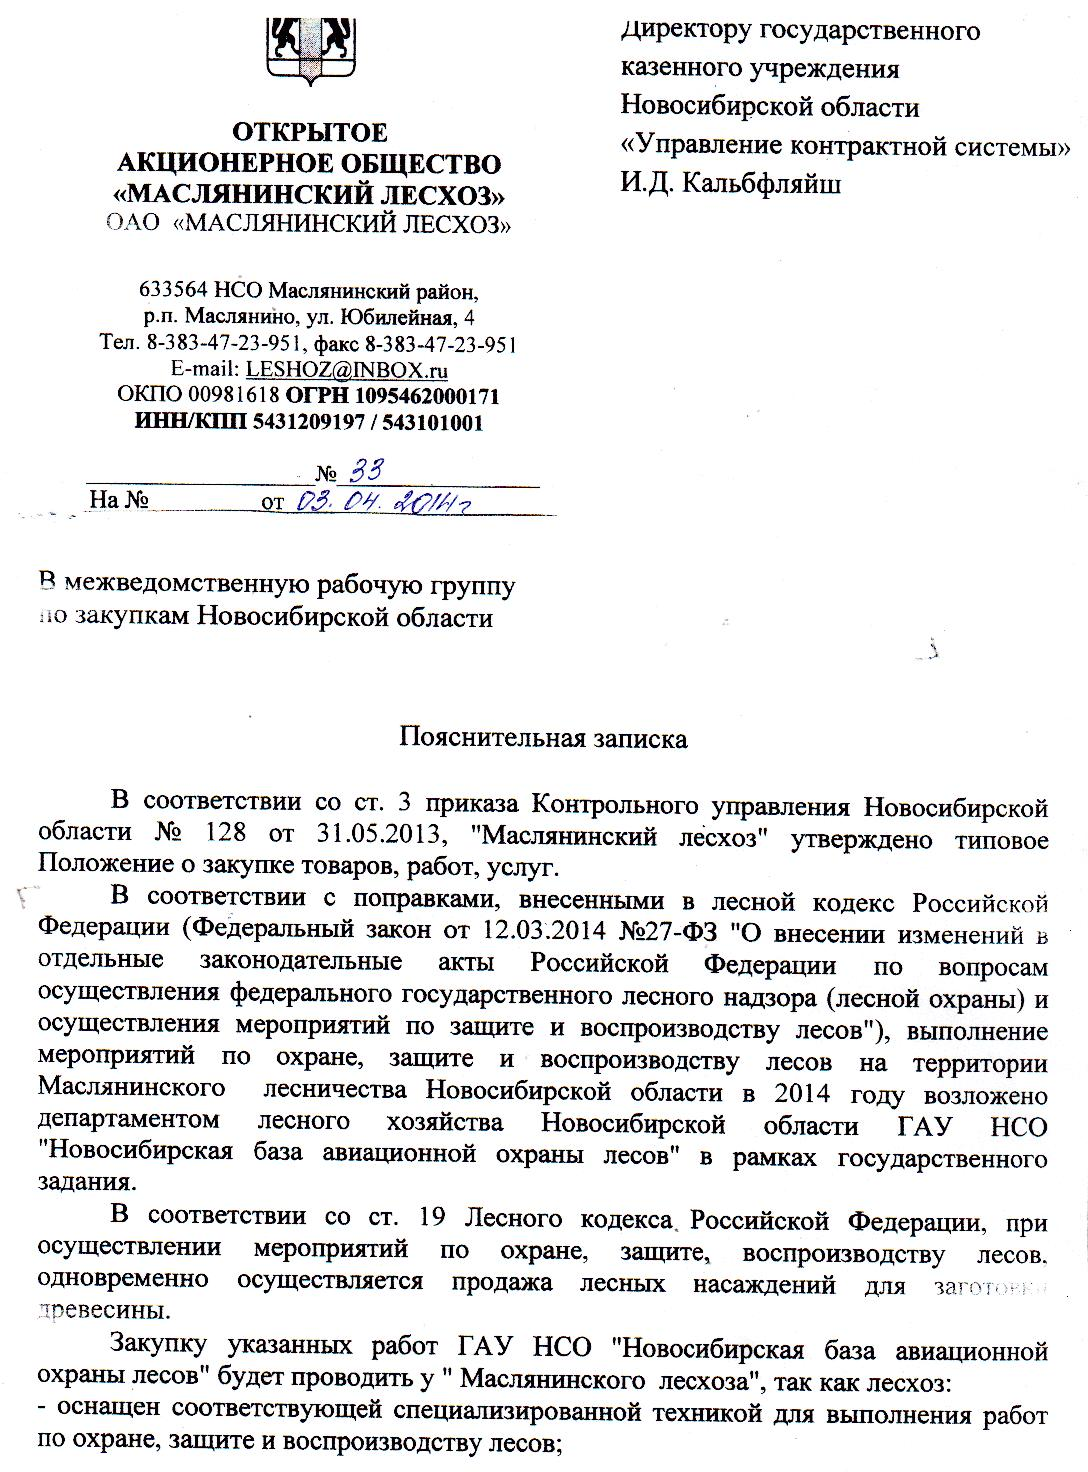 Директору государственного
казенного учреждения
Новосибирской области
«Управление контрактной системы»
И.Д. Кальбфляйш
ОТКРЫТОЕ
АКЦИОНЕРНОЕ ОБЩЕСТВО
«МАСЛЯНИНСКИЙ ЛЕСХОЗ»
ОАО «МАСЛЯНИНСКИЙ ЛЕСХОЗ»
633564 НСО Маслянинский район,
р.п. Маслянино, ул. Юбилейная, 4
Тел. 8-383-47-23-951, факс 8-383-47-23-951
E-mail: LESHOZ@INBOX.ru
ОКПО 00981618 ОГРН 1095462000171
ИНН/КПП 5431209197 / 543101001
№ 33
На № от 03.04.2014г
В межведомственную рабочую группу
по закупкам Новосибирской области
Пояснительная записка
В соответствии со ст. 3 приказа Контрольного управления Новосибирской
области № 128 от 31.05.2013, "Маслянинский лесхоз" утверждено типовое
Положение о закупке товаров, работ, услуг.
В соответствии с поправками, внесенными в лесной кодекс Российской
Федерации (Федеральный закон от 12.03.2014 №27-ФЗ "О внесении изменений в
отдельные законодательные акты Российской Федерации по вопросам
осуществления федерального государственного лесного надзора (лесной охраны) и
осуществления мероприятий по защите и воспроизводству лесов"), выполнение
мероприятий по охране, защите и воспроизводству лесов на территории
Маслянинского лесничества Новосибирской области в 2014 году возложено
департаментом лесного хозяйства Новосибирской области ГАУ НСО
"Новосибирская база авиационной охраны лесов" в рамках государственного
задания.
В соответствии со ст. 19 Лесного кодекса Российской Федерации, при
осуществлении мероприятий по охране, защите, воспроизводству лесов.
одновременно осуществляется продажа лесных насаждений для заготовки
древесины.
Закупку указанных работ ГАУ НСО "Новосибирская база авиационной
охраны лесов" будет проводить у " Маслянинского лесхоза", так как лесхоз:
- оснащен соответствующей специализированной техникой для выполнения работ
по охране, защите и воспроизводству лесов;